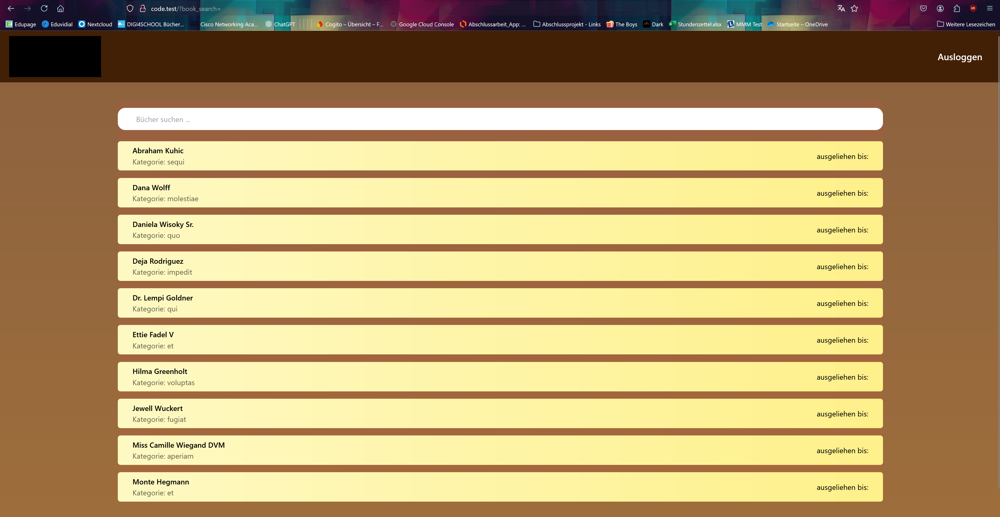 code.test/?book_search=
Edupage Eduvidial Nextcloud DIGI4SCHOOL Bücher... Cisco Networking Aca... ChatGPT Cogito – Übersicht – F... Google Cloud Console Abschlussarbeit_App: ... Abschlussprojekt - Links The Boys Dark Stundenzettel.xlsx MMM Test Startseite – OneDrive Weitere Lesezeichen
Ausloggen
Bücher suchen ...
Abraham Kuhic
Kategorie: sequi
ausgeliehen bis:
Dana Wolff
Kategorie: molestiae
ausgeliehen bis:
Daniela Wisoky Sr.
Kategorie: quo
ausgeliehen bis:
Deja Rodriguez
Kategorie: impedit
ausgeliehen bis:
Dr. Lempi Goldner
Kategorie: qui
ausgeliehen bis:
Ettie Fadel V
Kategorie: et
ausgeliehen bis:
Hilma Greenholt
Kategorie: voluptas
ausgeliehen bis:
Jewell Wuckert
Kategorie: fugiat
ausgeliehen bis:
Miss Camille Wiegand DVM
Kategorie: aperiam
ausgeliehen bis:
Monte Hegmann
Kategorie: et
ausgeliehen bis: